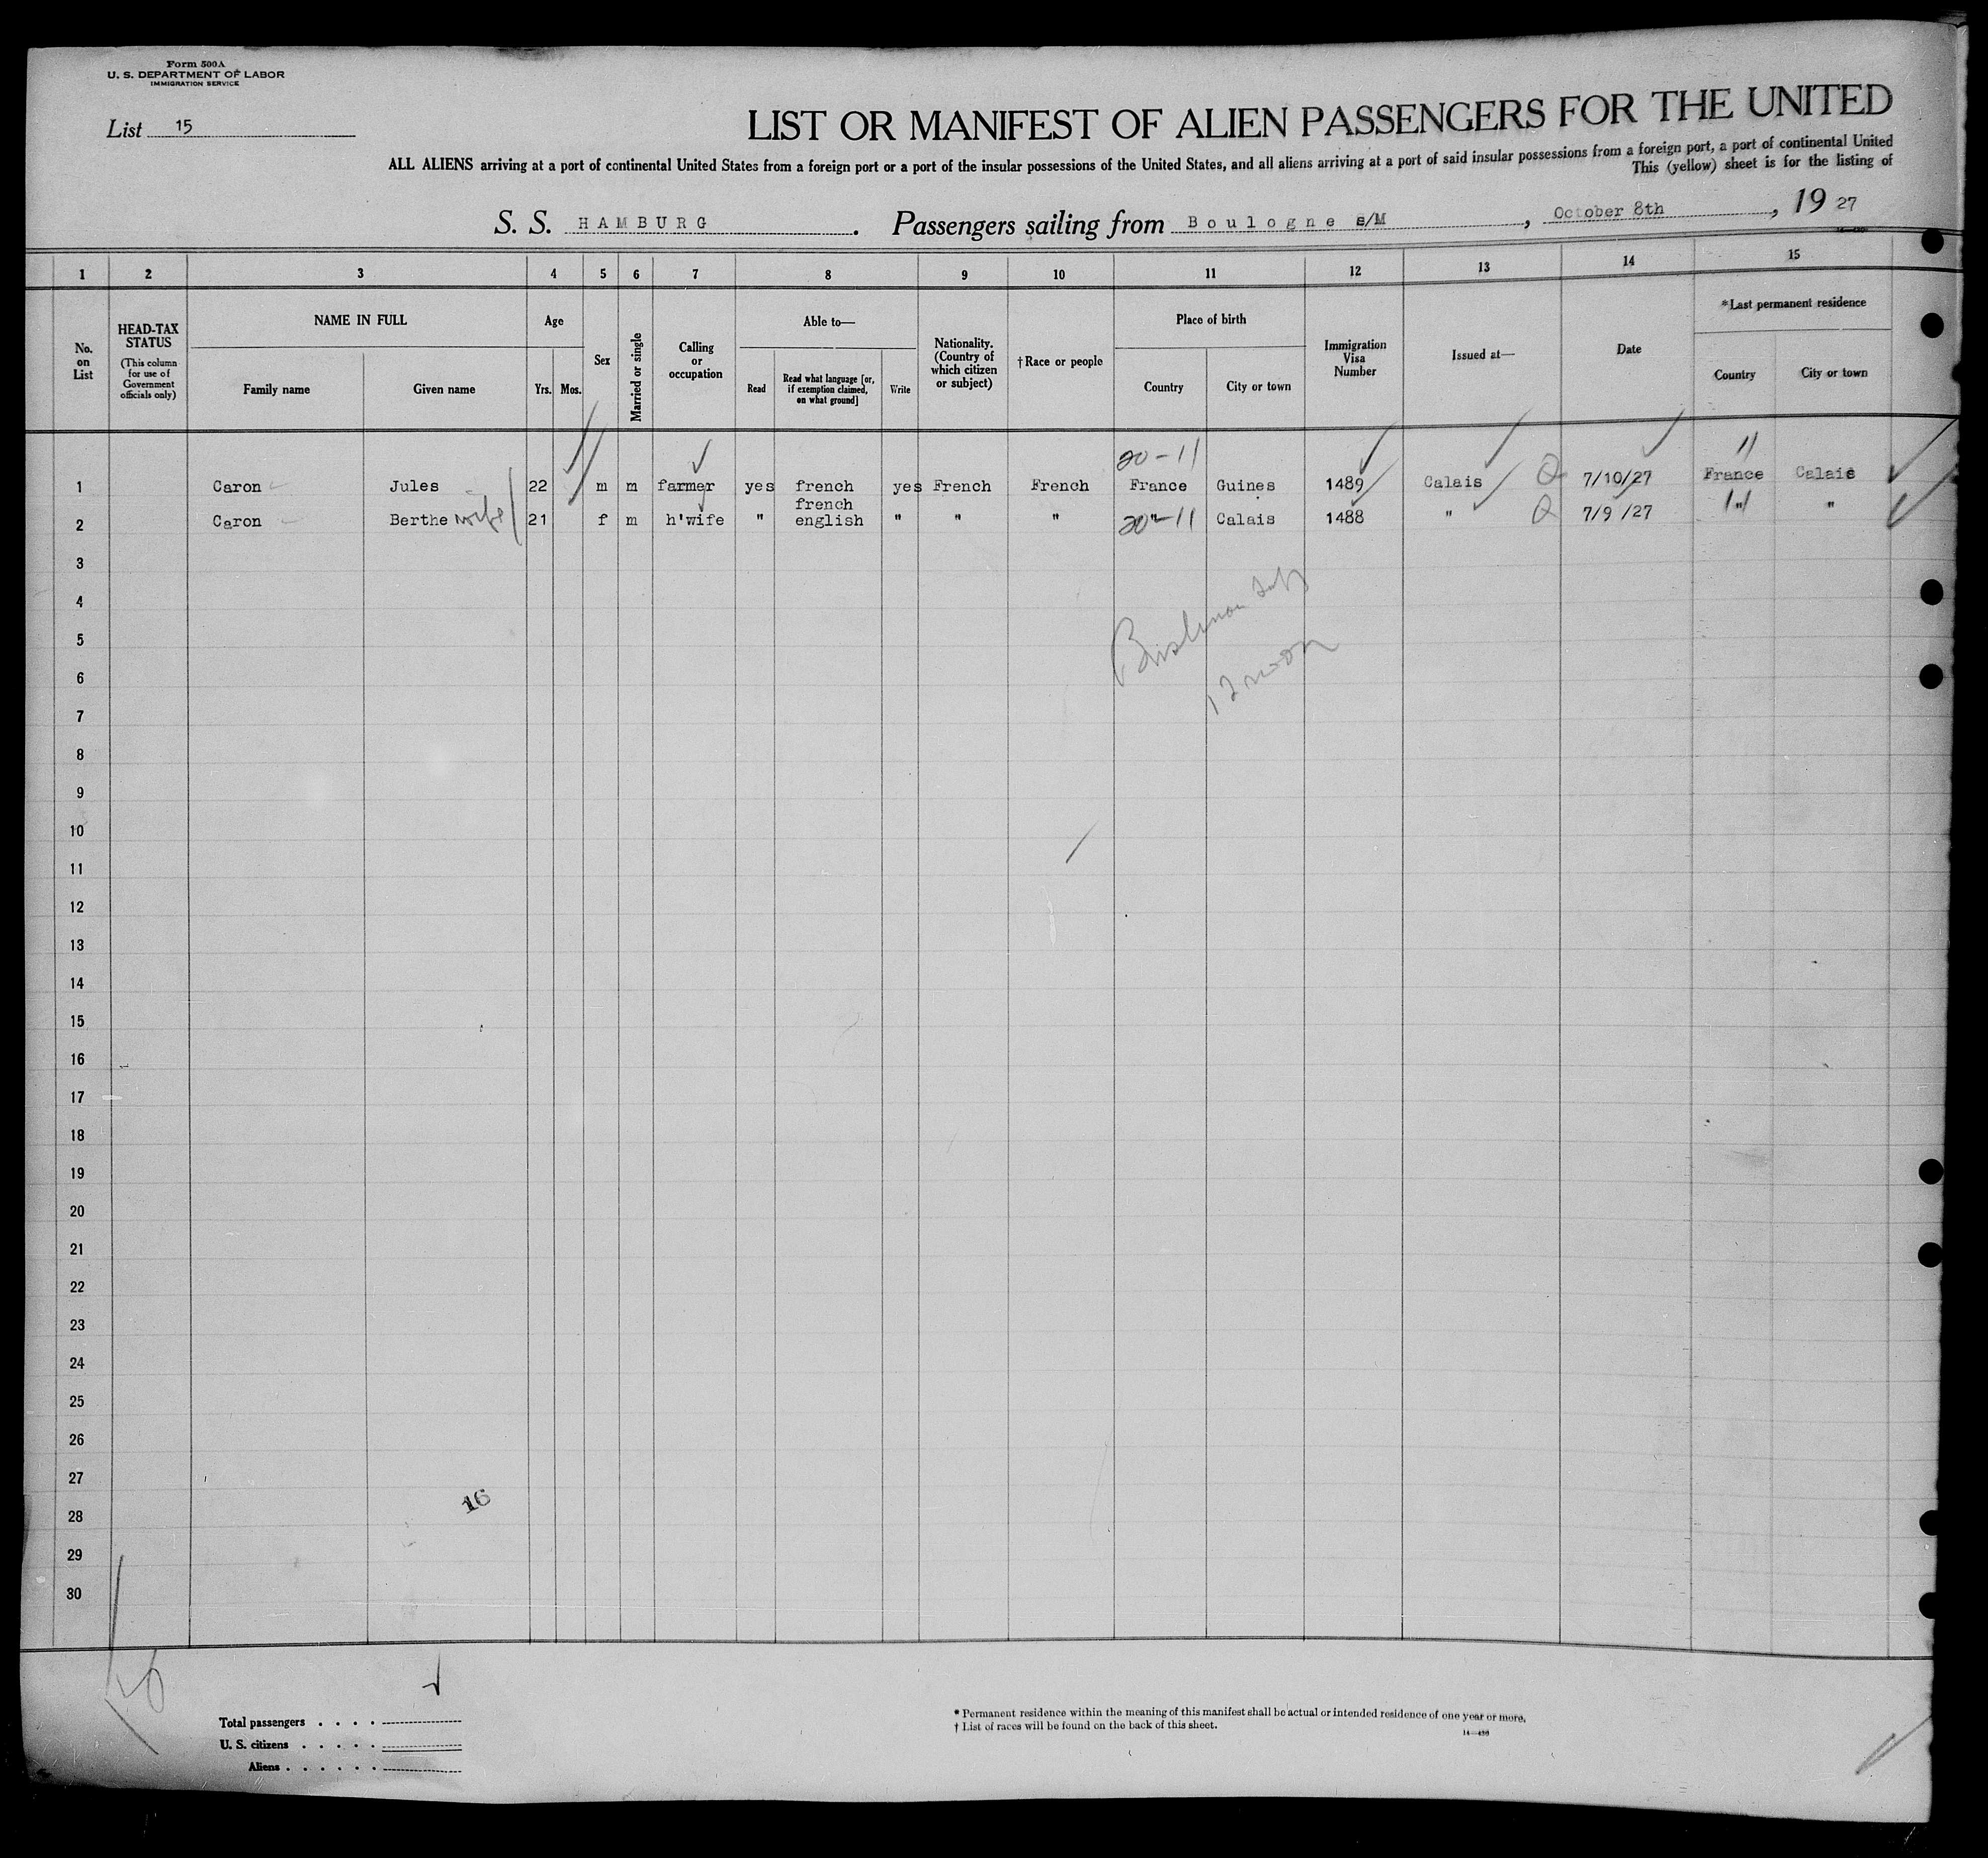 Form 500A
U. S. DEPARTMENT OF LABOR
IMMIGRATION SERVICE
List 15
LIST OR MANIFEST OF ALIEN PASSENGERS FOR THE UNITED
ALL ALIENS arriving at a port of continental United States from a foreign port or a port of the insular possessions of the United States, and all aliens arriving at a port of said insular possessions from a foreign port, a port of continental United
This (yellow) sheet is for the listing of
S. S. HAMBURG. Passengers sailing from Boulogne s/M, October 8th, 19 27
1 2 3 4 5 6 7 8 9 10 11 12 13 14 15
No. on List
HEAD-TAX STATUS (This column for use of Government officials only)
NAME IN FULL
Family name Given name
Age
Yrs. Mos.
Sex
Married or single
Calling or occupation
Able to—
Read Read what language [or, if exemption claimed, on what ground] Write
Nationality. (Country of which citizen or subject)
†Race or people
Place of birth
Country City or town
Immigration Visa Number
Issued at—
Date
*Last permanent residence
Country City or town
20-11 11
1 Caron Jules 22 m m farmer yes french yes French French France Guines 1489 Calais Q 7/10/27 France Calais
french
2 Caron Berthe wife 21 f m h'wife " english " " " " 20-11 Calais 1488 " Q 7/9 /27 " 11 "
3
4
5
6
7
8
9
10
11
12
13
14
15
16
17
18
19
20
21
22
23
24
25
26
27
16
28
29
30
Total passengers . . . .
U. S. citizens . . . . .
Aliens . . . . . .
* Permanent residence within the meaning of this manifest shall be actual or intended residence of one year or more.
† List of races will be found on the back of this sheet.
14—430